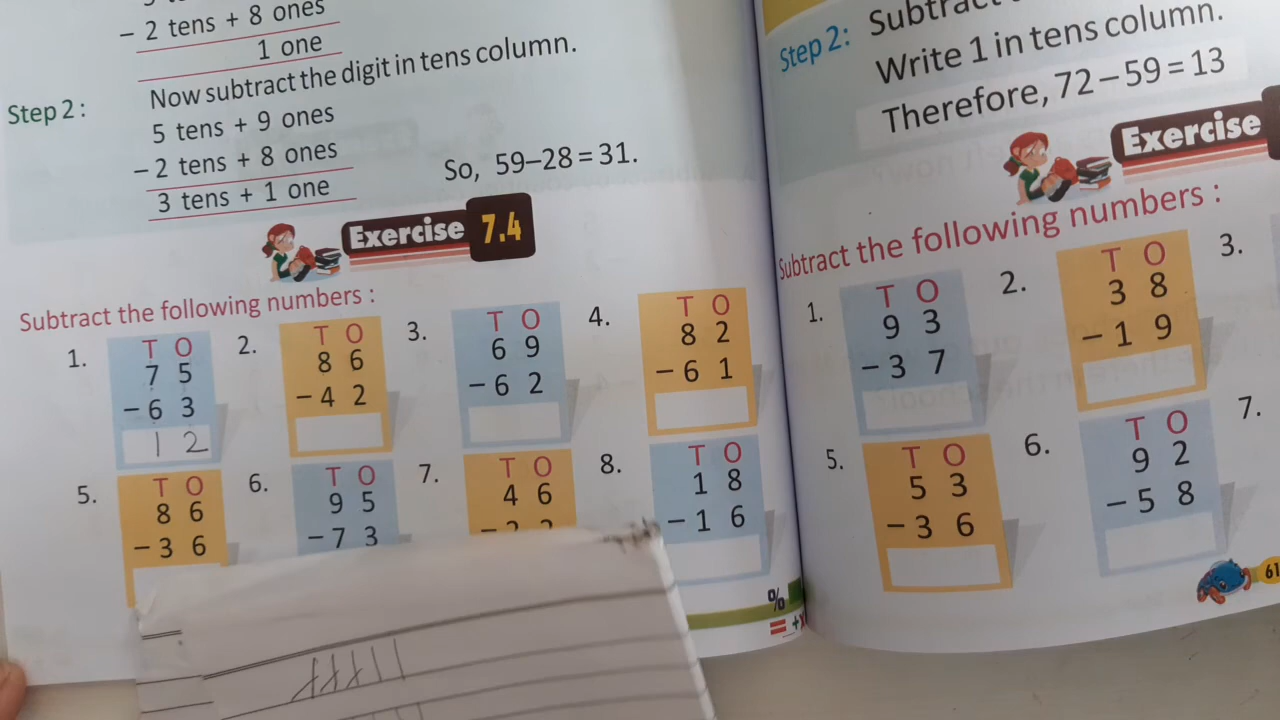 - 2 tens + 8 ones
1 one
Step 2 :
Now subtract the digit in tens column.
5 tens + 9 ones
- 2 tens + 8 ones
3 tens + 1 one
So, 59–28 = 31.
Exercise 7.4
Subtract the following numbers :
1.
T O
7 5
- 6 3
1 2
2.
T O
8 6
- 4 2
3.
T O
6 9
- 6 2
4.
T O
8 2
- 6 1
5.
T O
8 6
- 3 6
6.
T O
9 5
- 7 3
7.
T O
4 6
8.
T O
1 8
- 1 6
%
= +x
Step 2:
Write 1 in tens column.
Therefore, 72 – 59 = 13
Exercise
Subtract the following numbers :
1.
T O
9 3
- 3 7
2.
T O
3 8
- 1 9
3.
5.
T O
5 3
- 3 6
6.
T O
9 2
- 5 8
7.
61